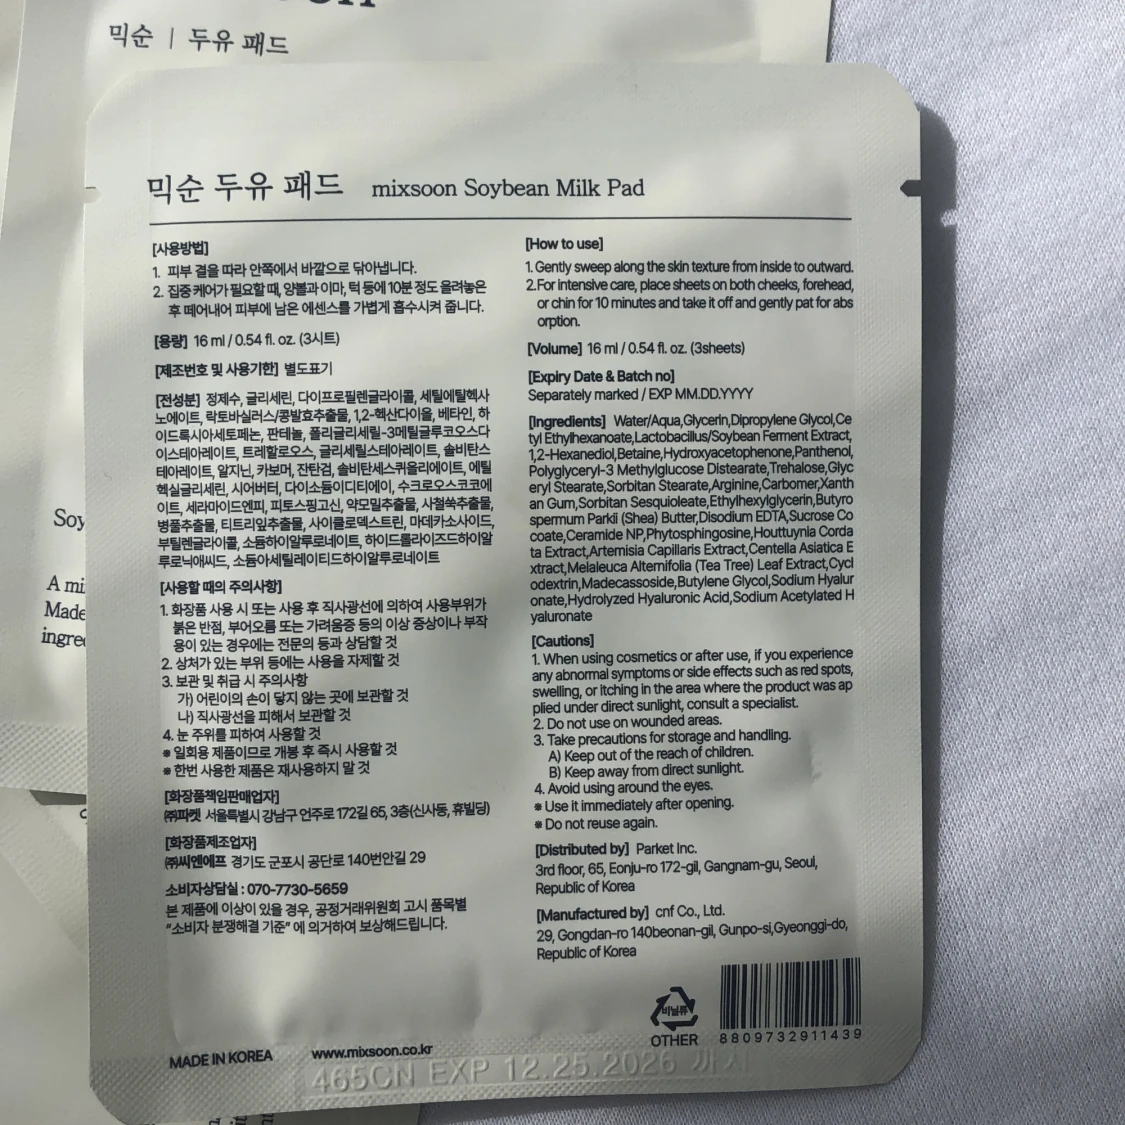 믹순 | 두유 패드
믹순 두유 패드 mixsoon Soybean Milk Pad
[사용방법]
1. 피부 결을 따라 안쪽에서 바깥으로 닦아냅니다.
2. 집중 케어가 필요할 때, 양볼과 이마, 턱 등에 10분 정도 올려놓은
후 떼어내어 피부에 남은 에센스를 가볍게 흡수시켜 줍니다.
[용량] 16 ml / 0.54 fl. oz. (3시트)
[제조번호 및 사용기한] 별도표기
[전성분] 정제수, 글리세린, 다이프로필렌글라이콜, 세틸에틸헥사
노에이트, 락토바실러스/콩발효추출물, 1,2-헥산다이올, 베타인, 하
이드록시아세토페논, 판테놀, 폴리글리세릴-3메틸글루코오스다
이스테아레이트, 트레할로오스, 글리세릴스테아레이트, 솔비탄스
테아레이트, 알지닌, 카보머, 잔탄검, 솔비탄세스퀴올리에이트, 에틸
헥실글리세린, 시어버터, 다이소듐이디티에이, 수크로오스코코에
이트, 세라마이드엔피, 피토스핑고신, 약모밀추출물, 사철쑥추출물,
병풀추출물, 티트리잎추출물, 사이클로덱스트린, 마데카소사이드,
부틸렌글라이콜, 소듐하이알루로네이트, 하이드롤라이즈드하이알
루로닉애씨드, 소듐아세틸레이티드하이알루로네이트
[사용할 때의 주의사항]
1. 화장품 사용 시 또는 사용 후 직사광선에 의하여 사용부위가
붉은 반점, 부어오름 또는 가려움증 등의 이상 증상이나 부작
용이 있는 경우에는 전문의 등과 상담할 것
2. 상처가 있는 부위 등에는 사용을 자제할 것
3. 보관 및 취급 시 주의사항
가) 어린이의 손이 닿지 않는 곳에 보관할 것
나) 직사광선을 피해서 보관할 것
4. 눈 주위를 피하여 사용할 것
※ 일회용 제품이므로 개봉 후 즉시 사용할 것
※ 한번 사용한 제품은 재사용하지 말 것
[화장품책임판매업자]
㈜파켓 서울특별시 강남구 언주로 172길 65, 3층(신사동, 휴빌딩)
[화장품제조업자]
㈜씨엔에프 경기도 군포시 공단로 140번안길 29
소비자상담실 : 070-7730-5659
본 제품에 이상이 있을 경우, 공정거래위원회 고시 품목별
"소비자 분쟁해결 기준" 에 의거하여 보상해드립니다.
[How to use]
1. Gently sweep along the skin texture from inside to outward.
2.For intensive care, place sheets on both cheeks, forehead,
or chin for 10 minutes and take it off and gently pat for abs
orption.
[Volume] 16 ml / 0.54 fl. oz. (3sheets)
[Expiry Date & Batch no]
Separately marked / EXP MM.DD.YYYY
[Ingredients] Water/Aqua,Glycerin,Dipropylene Glycol,Ce
tyl Ethylhexanoate,Lactobacillus/Soybean Ferment Extract,
1,2-Hexanediol,Betaine,Hydroxyacetophenone,Panthenol,
Polyglyceryl-3 Methylglucose Distearate,Trehalose,Glyc
eryl Stearate,Sorbitan Stearate,Arginine,Carbomer,Xanth
an Gum,Sorbitan Sesquioleate,Ethylhexylglycerin,Butyro
spermum Parkii (Shea) Butter,Disodium EDTA,Sucrose Co
coate,Ceramide NP,Phytosphingosine,Houttuynia Corda
ta Extract,Artemisia Capillaris Extract,Centella Asiatica E
xtract,Melaleuca Alternifolia (Tea Tree) Leaf Extract,Cycl
odextrin,Madecassoside,Butylene Glycol,Sodium Hyalur
onate,Hydrolyzed Hyaluronic Acid,Sodium Acetylated H
yaluronate
[Cautions]
1. When using cosmetics or after use, if you experience
any abnormal symptoms or side effects such as red spots,
swelling, or itching in the area where the product was ap
plied under direct sunlight, consult a specialist.
2. Do not use on wounded areas.
3. Take precautions for storage and handling.
A) Keep out of the reach of children.
B) Keep away from direct sunlight.
4. Avoid using around the eyes.
※ Use it immediately after opening.
※ Do not reuse again.
[Distributed by] Parket Inc.
3rd floor, 65, Eonju-ro 172-gil, Gangnam-gu, Seoul,
Republic of Korea
[Manufactured by] cnf Co., Ltd.
29, Gongdan-ro 140beonan-gil, Gunpo-si,Gyeonggi-do,
Republic of Korea
비닐류
OTHER
8809732911439
MADE IN KOREA www.mixsoon.co.kr
465CN EXP 12.25.2026 까지
Soy
A mi
Made
ingre